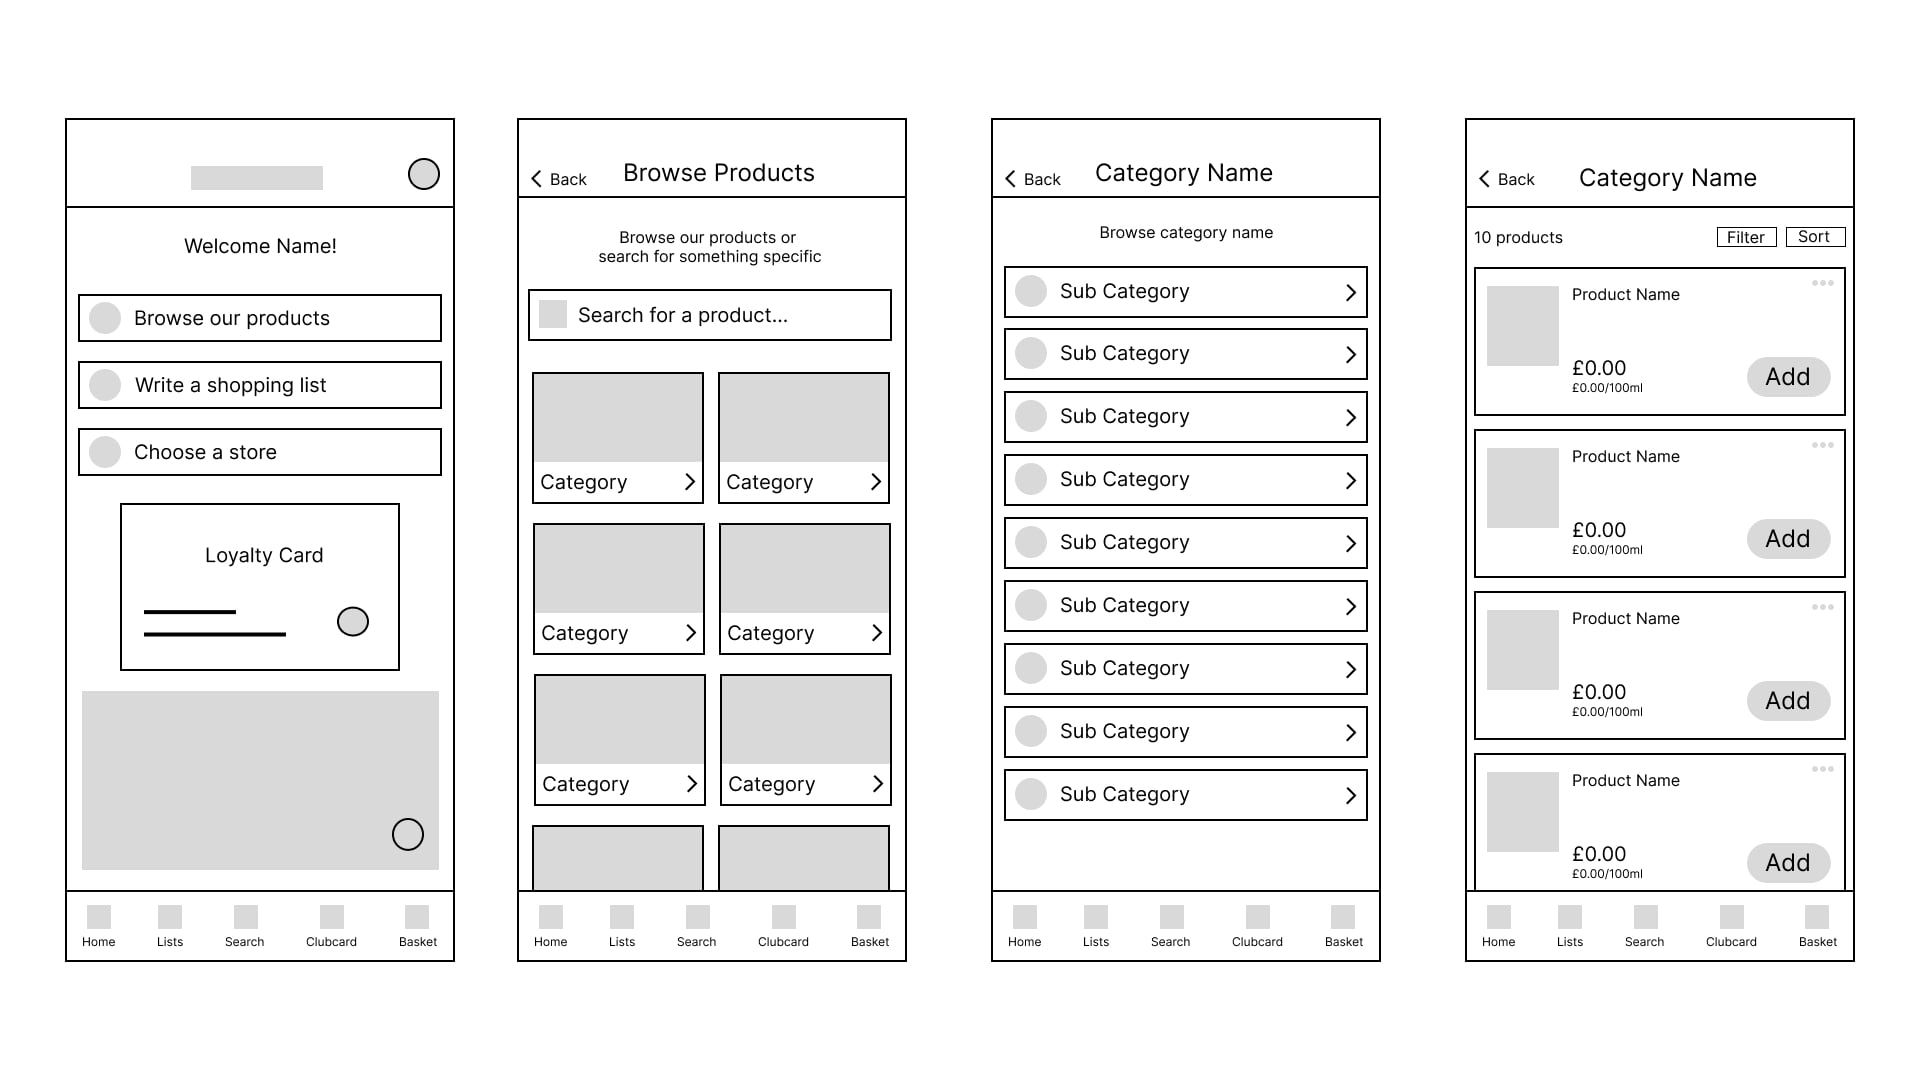 Welcome Name!
Browse our products
Write a shopping list
Choose a store
Loyalty Card
Home Lists Search Clubcard Basket
Back Browse Products
Browse our products or
search for something specific
Search for a product...
Category Category
Category Category
Category Category
Home Lists Search Clubcard Basket
Back Category Name
Browse category name
Sub Category
Sub Category
Sub Category
Sub Category
Sub Category
Sub Category
Sub Category
Sub Category
Sub Category
Home Lists Search Clubcard Basket
Back Category Name
10 products Filter Sort
Product Name
£0.00
£0.00/100ml
Add
Product Name
£0.00
£0.00/100ml
Add
Product Name
£0.00
£0.00/100ml
Add
Product Name
£0.00
£0.00/100ml
Add
Home Lists Search Clubcard Basket